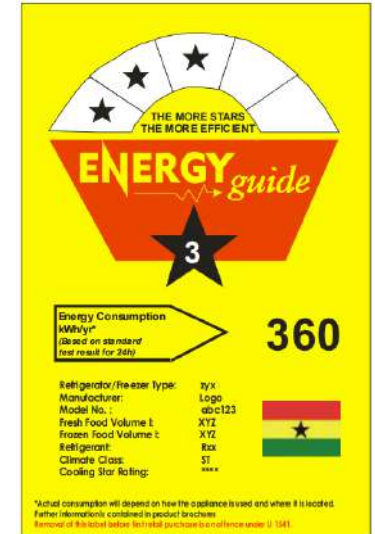 THE MORE STARS
THE MORE EFFICIENT
ENERGY
guide
3
Energy Consumption
kWh/yr*
(Based on standard
test result for 24h)
360
Refrigerator/Freezer Type: zyx
Manufacturer: Logo
Model No. : abc123
Fresh Food Volume l: XYZ
Frozen Food Volume l: XYZ
Refrigerant: Rxx
Climate Class: ST
Cooling Star Rating: ****
*Actual consumption will depend on how the appliance is used and where it is located.
Further information is contained in product brochures
Removal of this label before first retail purchase is an offence under LI 1541.